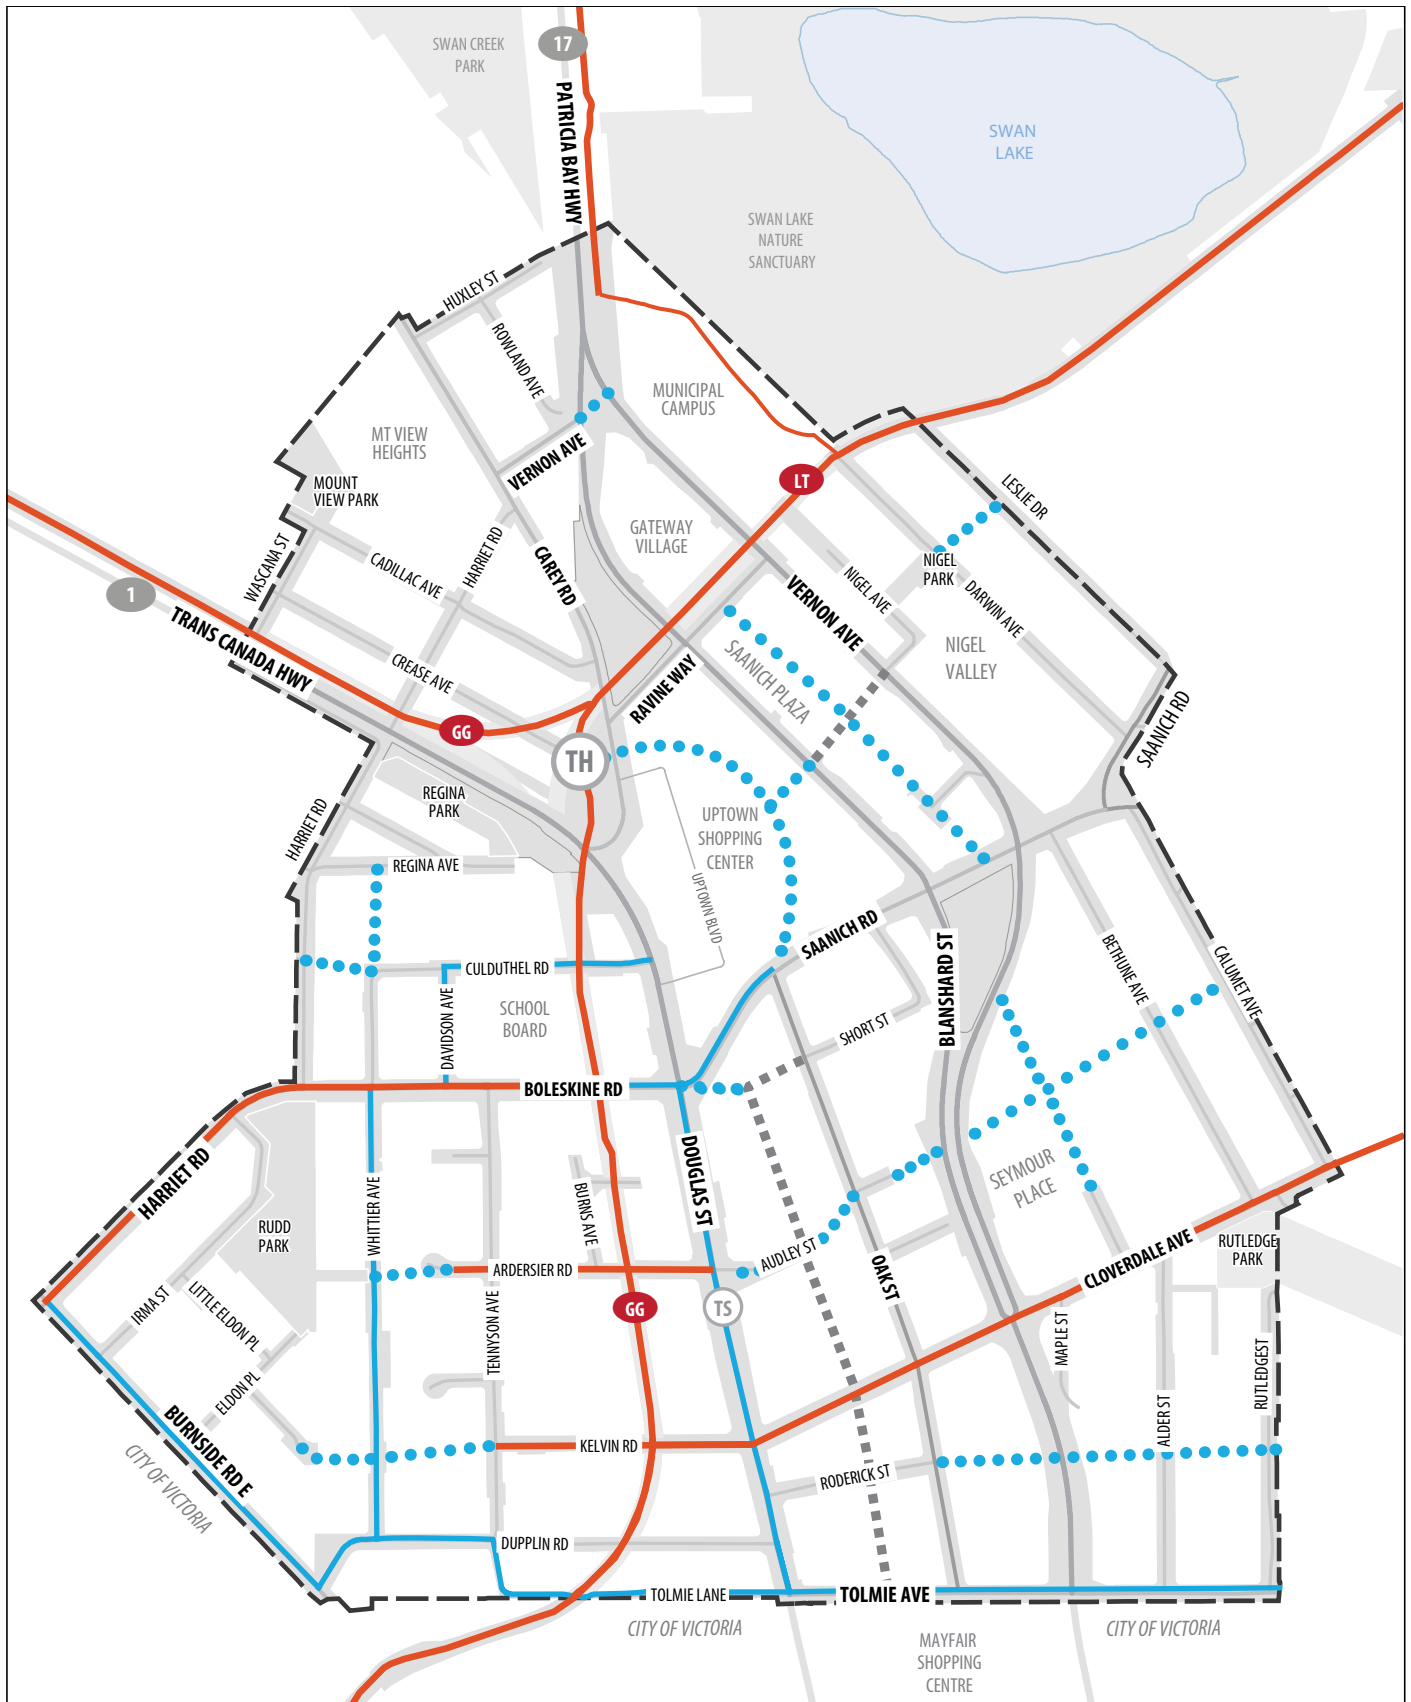 SWAN CREEK
PARK
17
PATRICIA BAY HWY
SWAN
LAKE
SWAN LAKE
NATURE
SANCTUARY
HUXLEY ST
ROWLAND AVE
MUNICIPAL
CAMPUS
MT VIEW
HEIGHTS
VERNON AVE
MOUNT
VIEW PARK
LT
LESLIE DR
GATEWAY
VILLAGE
HARRIET RD
CAREY RD
WASCANA ST
CADILLAC AVE
NIGEL
PARK
NIGEL AVE
DARWIN AVE
1
TRANS CANADA HWY
VERNON AVE
SAANICH PLAZA
NIGEL
VALLEY
CREASE AVE
RAVINE WAY
SAANICH RD
GG
TH
REGINA
PARK
UPTOWN
SHOPPING
CENTER
HARRIET RD
REGINA AVE
UPTOWN BLVD
SAANICH RD
BLANSHARD ST
BETHUNE AVE
CALUMET AVE
CULDUTHEL RD
SCHOOL
BOARD
DAVIDSON AVE
SHORT ST
BOLESKINE RD
HARRIET RD
WHITTIER AVE
DOUGLAS ST
SEYMOUR
PLACE
BURNS AVE
RUDD
PARK
AUDLEY ST
OAK ST
CLOVERDALE AVE
RUTLEDGE
PARK
ARDERSIER RD
IRMA ST
LITTLE ELDON PL
GG
TS
TENNYSON AVE
MAPLE ST
RUTLEDGEST
ELDON PL
ALDER ST
BURNSIDE RD E
KELVIN RD
CITY OF VICTORIA
RODERICK ST
DUPPLIN RD
TOLMIE LANE
TOLMIE AVE
CITY OF VICTORIA
CITY OF VICTORIA
MAYFAIR
SHOPPING
CENTRE